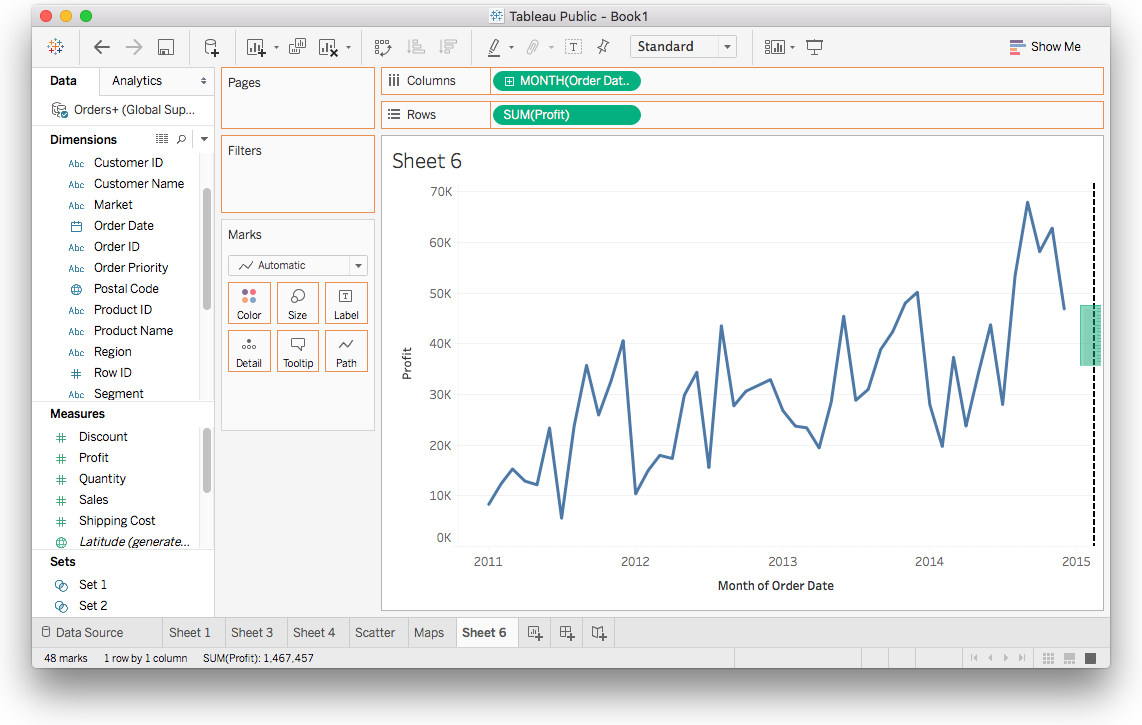 Tableau Public - Book1
Standard
Show Me
Data
Analytics
Orders+ (Global Sup...
Dimensions
Abc Customer ID
Abc Customer Name
Abc Market
Order Date
Abc Order ID
Abc Order Priority
Postal Code
Abc Product ID
Abc Product Name
Abc Region
# Row ID
Abc Segment
Measures
# Discount
# Profit
# Quantity
# Sales
# Shipping Cost
Latitude (generate...
Sets
Set 1
Set 2
Pages
Filters
Marks
Automatic
Color
Size
T
Label
Detail
Tooltip
Path
Columns
MONTH(Order Dat..
Rows
SUM(Profit)
Sheet 6
70K
60K
50K
40K
30K
20K
10K
0K
Profit
2011
2012
2013
2014
2015
Month of Order Date
Data Source
Sheet 1
Sheet 3
Sheet 4
Scatter
Maps
Sheet 6
48 marks
1 row by 1 column
SUM(Profit): 1,467,457